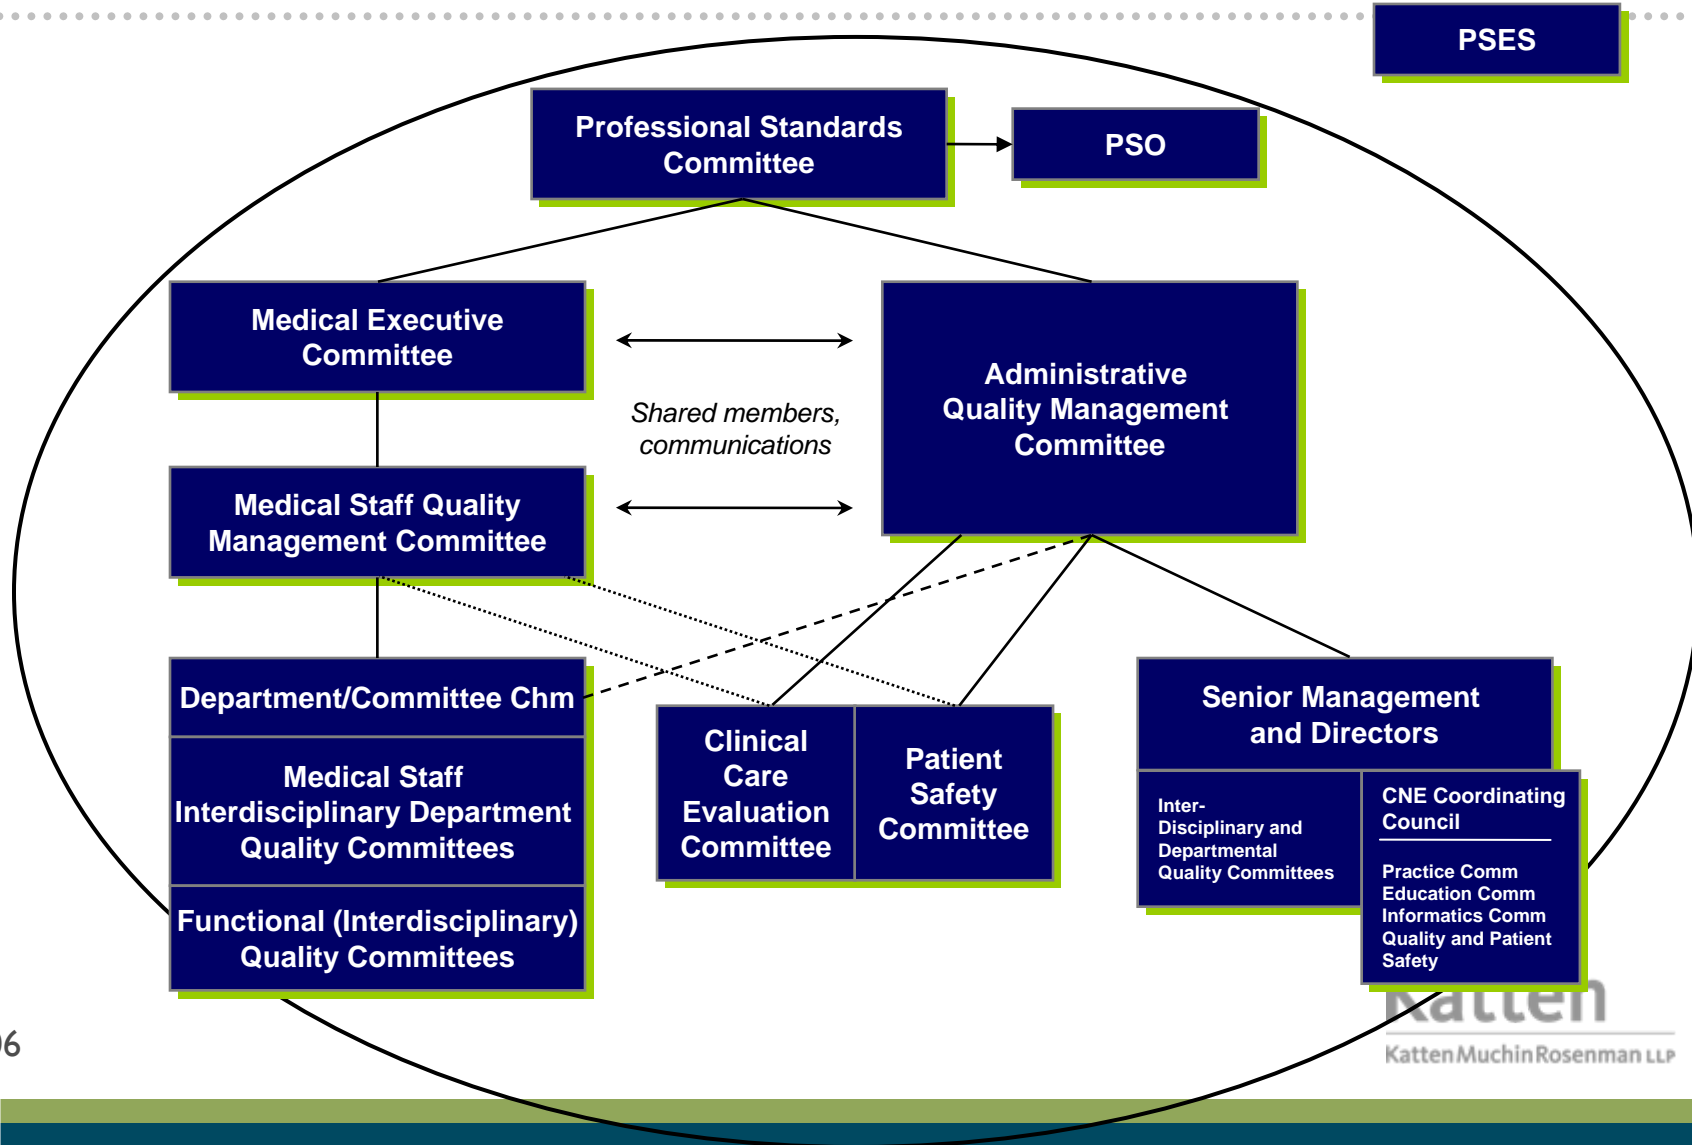 PSES
Professional Standards
Committee
PSO
Medical Executive
Committee
Administrative
Quality Management
Committee
Shared members,
communications
Medical Staff Quality
Management Committee
Department/Committee Chm
Medical Staff
Interdisciplinary Department
Quality Committees
Functional (Interdisciplinary)
Quality Committees
Clinical
Care
Evaluation
Committee
Patient
Safety
Committee
Senior Management
and Directors
Inter-
Disciplinary and
Departmental
Quality Committees
CNE Coordinating
Council
Practice Comm
Education Comm
Informatics Comm
Quality and Patient
Safety
Katten
KattenMuchinRosenman LLP
06